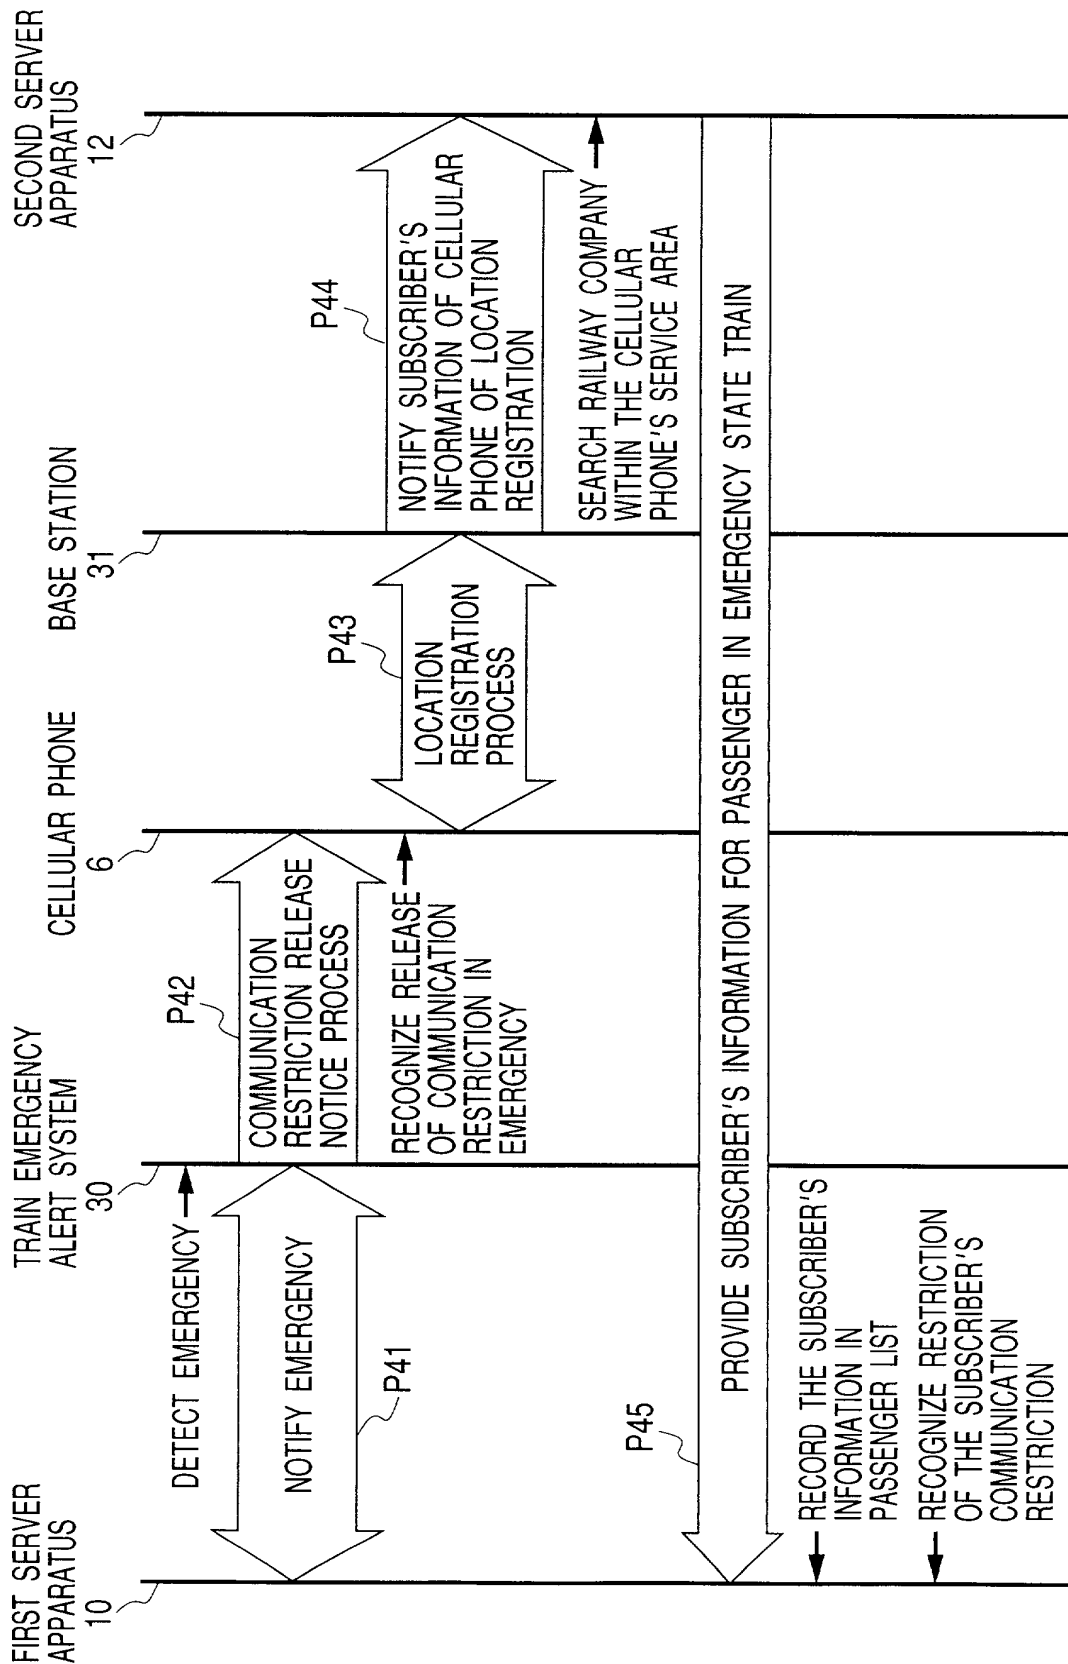 FIRST SERVER
APPARATUS
10
TRAIN EMERGENCY
ALERT SYSTEM
30
CELLULAR PHONE
6
BASE STATION
31
SECOND SERVER
APPARATUS
12
DETECT EMERGENCY
NOTIFY EMERGENCY
P41
P42
COMMUNICATION
RESTRICTION RELEASE
NOTICE PROCESS
RECOGNIZE RELEASE
OF COMMUNICATION
RESTRICTION IN
EMERGENCY
P43
LOCATION
REGISTRATION
PROCESS
P44
NOTIFY SUBSCRIBER'S
INFORMATION OF CELLULAR
PHONE OF LOCATION
REGISTRATION
SEARCH RAILWAY COMPANY
WITHIN THE CELLULAR
PHONE'S SERVICE AREA
P45
PROVIDE SUBSCRIBER'S INFORMATION FOR PASSENGER IN EMERGENCY STATE TRAIN
RECORD THE SUBSCRIBER'S
INFORMATION IN
PASSENGER LIST
RECOGNIZE RESTRICTION
OF THE SUBSCRIBER'S
COMMUNICATION
RESTRICTION